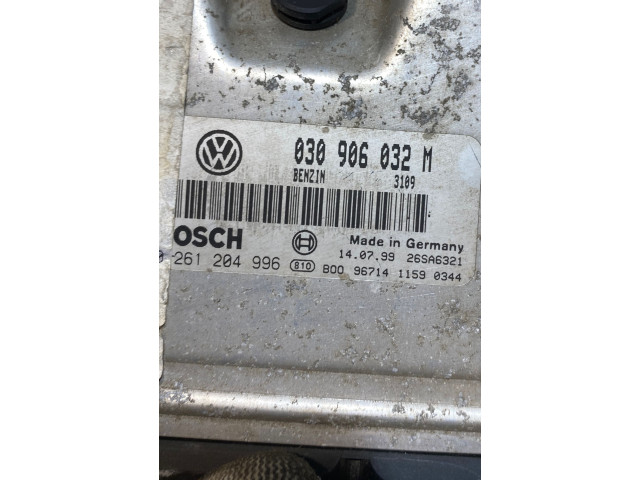 030 906 032 M
BENZIN 3109
OSCH
Made in Germany
14.07.99 26SA6321
261 204 996 810 B00 96714 1159 0344